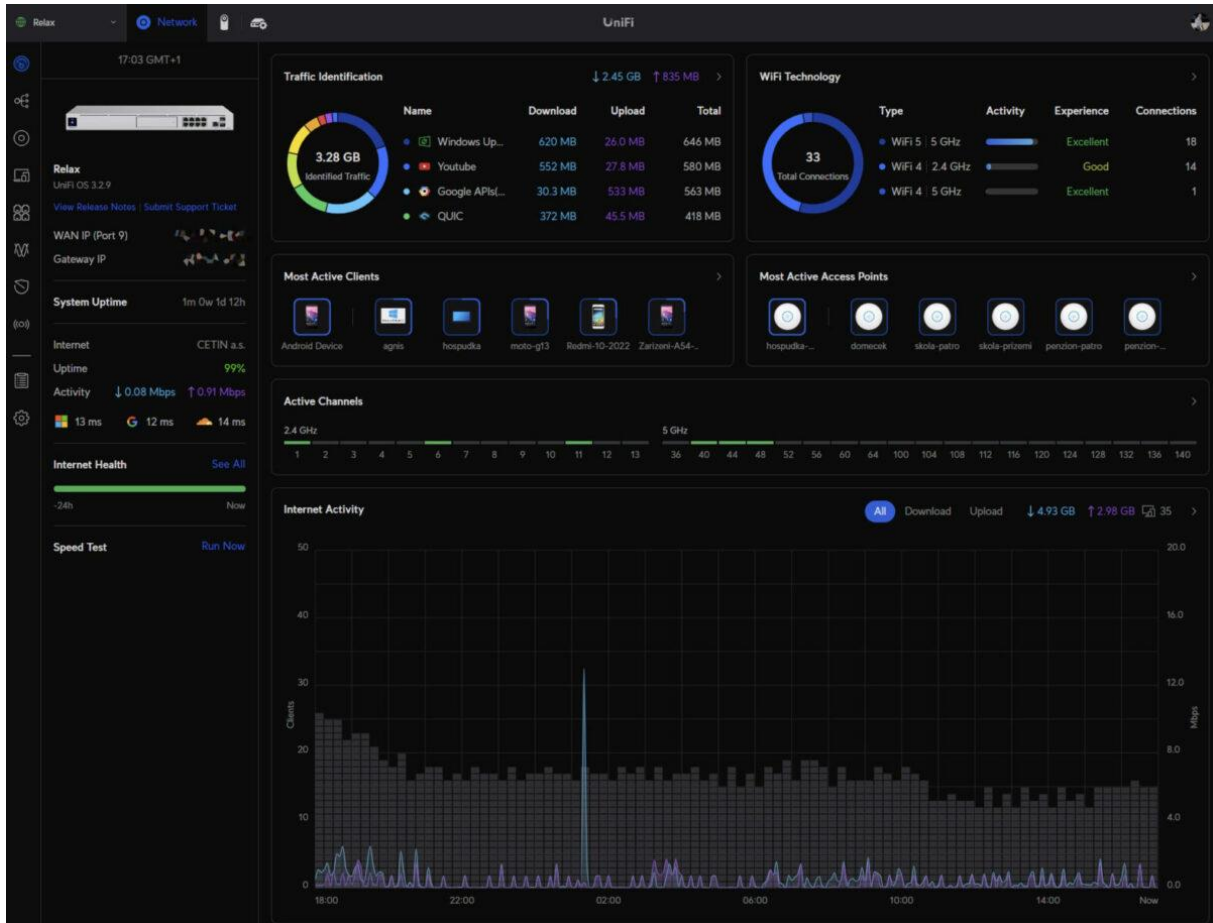 Relax
Network
UniFi
17:03 GMT+1
Relax
UniFi OS 3.2.9
View Release Notes | Submit Support Ticket
WAN IP (Port 9)
Gateway IP
System Uptime 1m 0w 1d 12h
Internet CETIN a.s.
Uptime 99%
Activity ↓ 0.08 Mbps ↑ 0.91 Mbps
13 ms 12 ms 14 ms
Internet Health See All
-24h Now
Speed Test Run Now
Traffic Identification ↓ 2.45 GB ↑ 835 MB
3.28 GB
Identified Traffic
Name Download Upload Total
Windows Up... 620 MB 26.0 MB 646 MB
Youtube 552 MB 27.8 MB 580 MB
Google APIs(... 30.3 MB 533 MB 563 MB
QUIC 372 MB 45.5 MB 418 MB
WiFi Technology
33
Total Connections
Type Activity Experience Connections
WiFi 5 | 5 GHz Excellent 18
WiFi 4 | 2.4 GHz Good 14
WiFi 4 | 5 GHz Excellent 1
Most Active Clients
Android Device agnis hospudka moto-g13 Redmi-10-2022 Zarizeni-A54-...
Most Active Access Points
hospudka-... domecek skola-patro skola-prizemi penzion-patro penzion-...
Active Channels
2.4 GHz
1 2 3 4 5 6 7 8 9 10 11 12 13
5 GHz
36 40 44 48 52 56 60 64 100 104 108 112 116 120 124 128 132 136 140
Internet Activity
All Download Upload ↓ 4.93 GB ↑ 2.98 GB 35
50 20.0
40 16.0
30 12.0
Clients
Mbps
20 8.0
10 4.0
0 0.0
18:00 22:00 02:00 06:00 10:00 14:00 Now